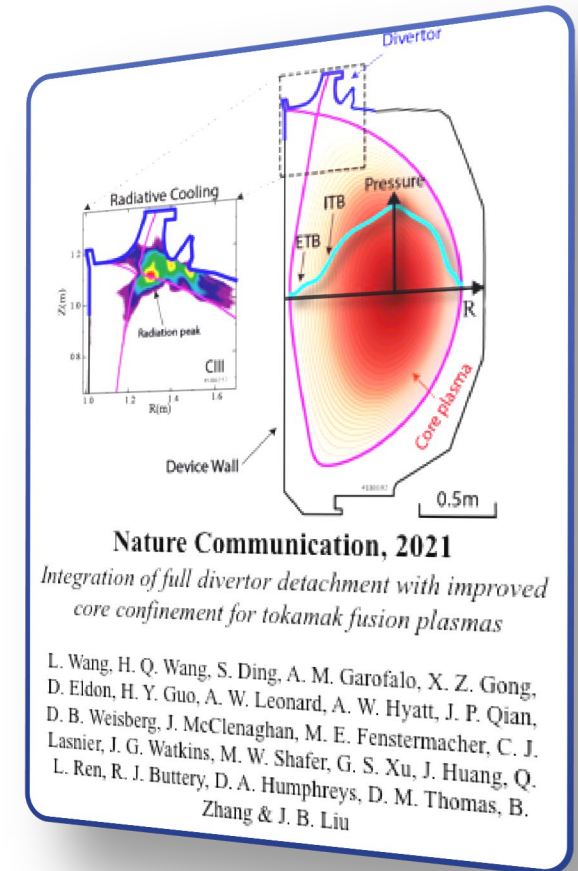 Divertor
Radiative Cooling
Pressure
ITB
ETB
R
1.2
1.0
0.8
Z(m)
Radiation peak
CIII
1.0 1.2 1.4 1.6
R(m)
Core plasma
Device Wall
0.5m
Nature Communication, 2021
Integration of full divertor detachment with improved
core confinement for tokamak fusion plasmas
L. Wang, H. Q. Wang, S. Ding, A. M. Garofalo, X. Z. Gong,
D. Eldon, H. Y. Guo, A. W. Leonard, A. W. Hyatt, J. P. Qian,
D. B. Weisberg, J. McClenaghan, M. E. Fenstermacher, C. J.
Lasnier, J. G. Watkins, M. W. Shafer, G. S. Xu, J. Huang, Q.
L. Ren, R. J. Buttery, D. A. Humphreys, D. M. Thomas, B.
Zhang & J. B. Liu